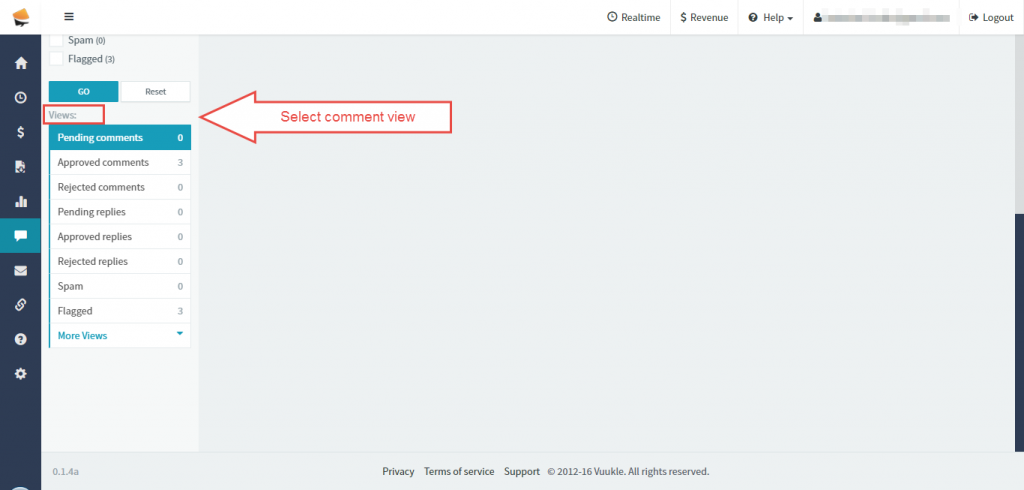 Realtime
$ Revenue
Help
Logout
Spam (0)
Flagged (3)
GO Reset
Views:
Select comment view
Pending comments 0
Approved comments 3
Rejected comments 0
Pending replies 0
Approved replies 0
Rejected replies 0
Spam 0
Flagged 3
More Views
0.1.4a
Privacy Terms of service Support © 2012-16 Vuukle. All rights reserved.